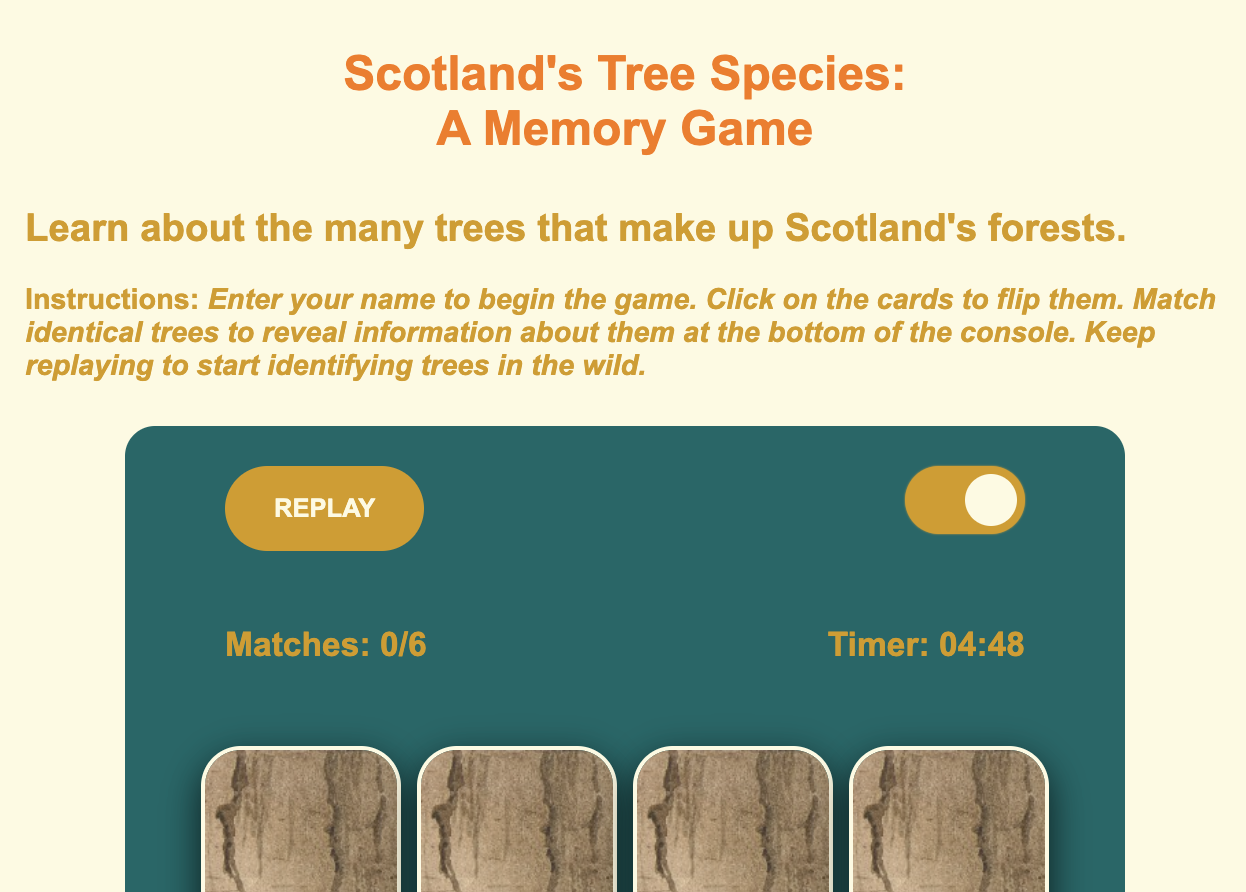 Scotland's Tree Species:
A Memory Game
Learn about the many trees that make up Scotland's forests.
Instructions: Enter your name to begin the game. Click on the cards to flip them. Match
identical trees to reveal information about them at the bottom of the console. Keep
replaying to start identifying trees in the wild.
REPLAY
Matches: 0/6
Timer: 04:48